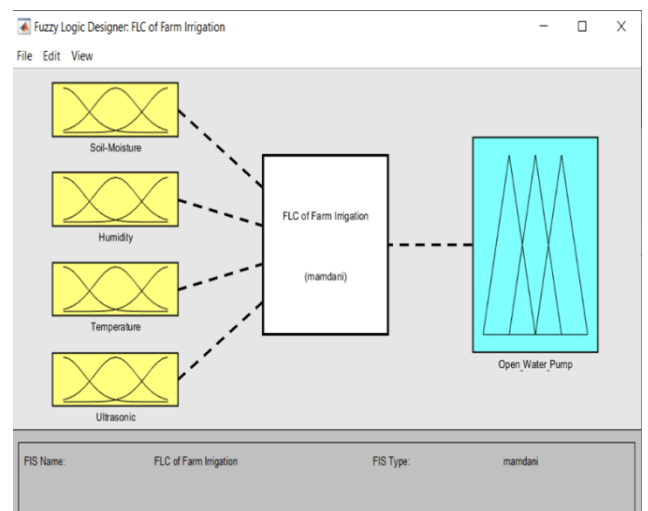 Fuzzy Logic Designer: FLC of Farm Irrigation
File Edit View
Soil-Moisture
Humidity
Temperature
Ultrasonic
FLC of Farm Irrigation
(mamdani)
Open_Water_Pump
FIS Name: FLC of Farm Irrigation FIS Type: mamdani